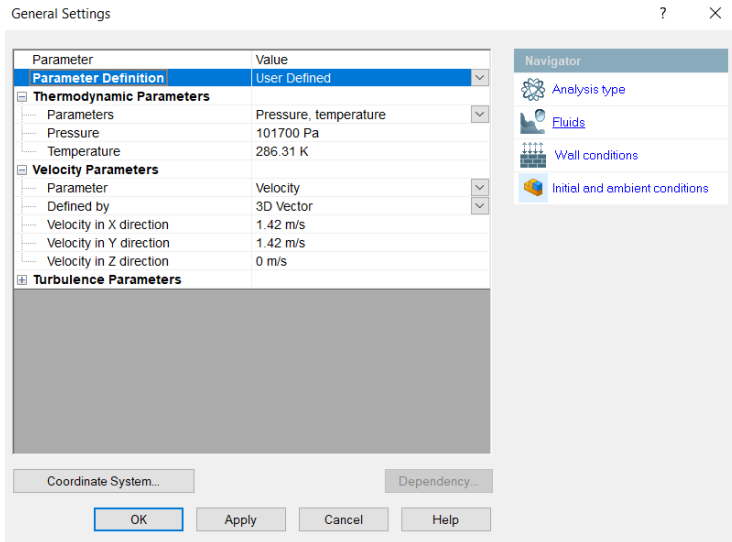 General Settings
?
Parameter Value
Parameter Definition User Defined
Thermodynamic Parameters
Parameters Pressure, temperature
Pressure 101700 Pa
Temperature 286.31 K
Velocity Parameters
Parameter Velocity
Defined by 3D Vector
Velocity in X direction 1.42 m/s
Velocity in Y direction 1.42 m/s
Velocity in Z direction 0 m/s
Turbulence Parameters
Coordinate System...
Dependency...
OK Apply Cancel Help
Navigator
Analysis type
Fluids
Wall conditions
Initial and ambient conditions